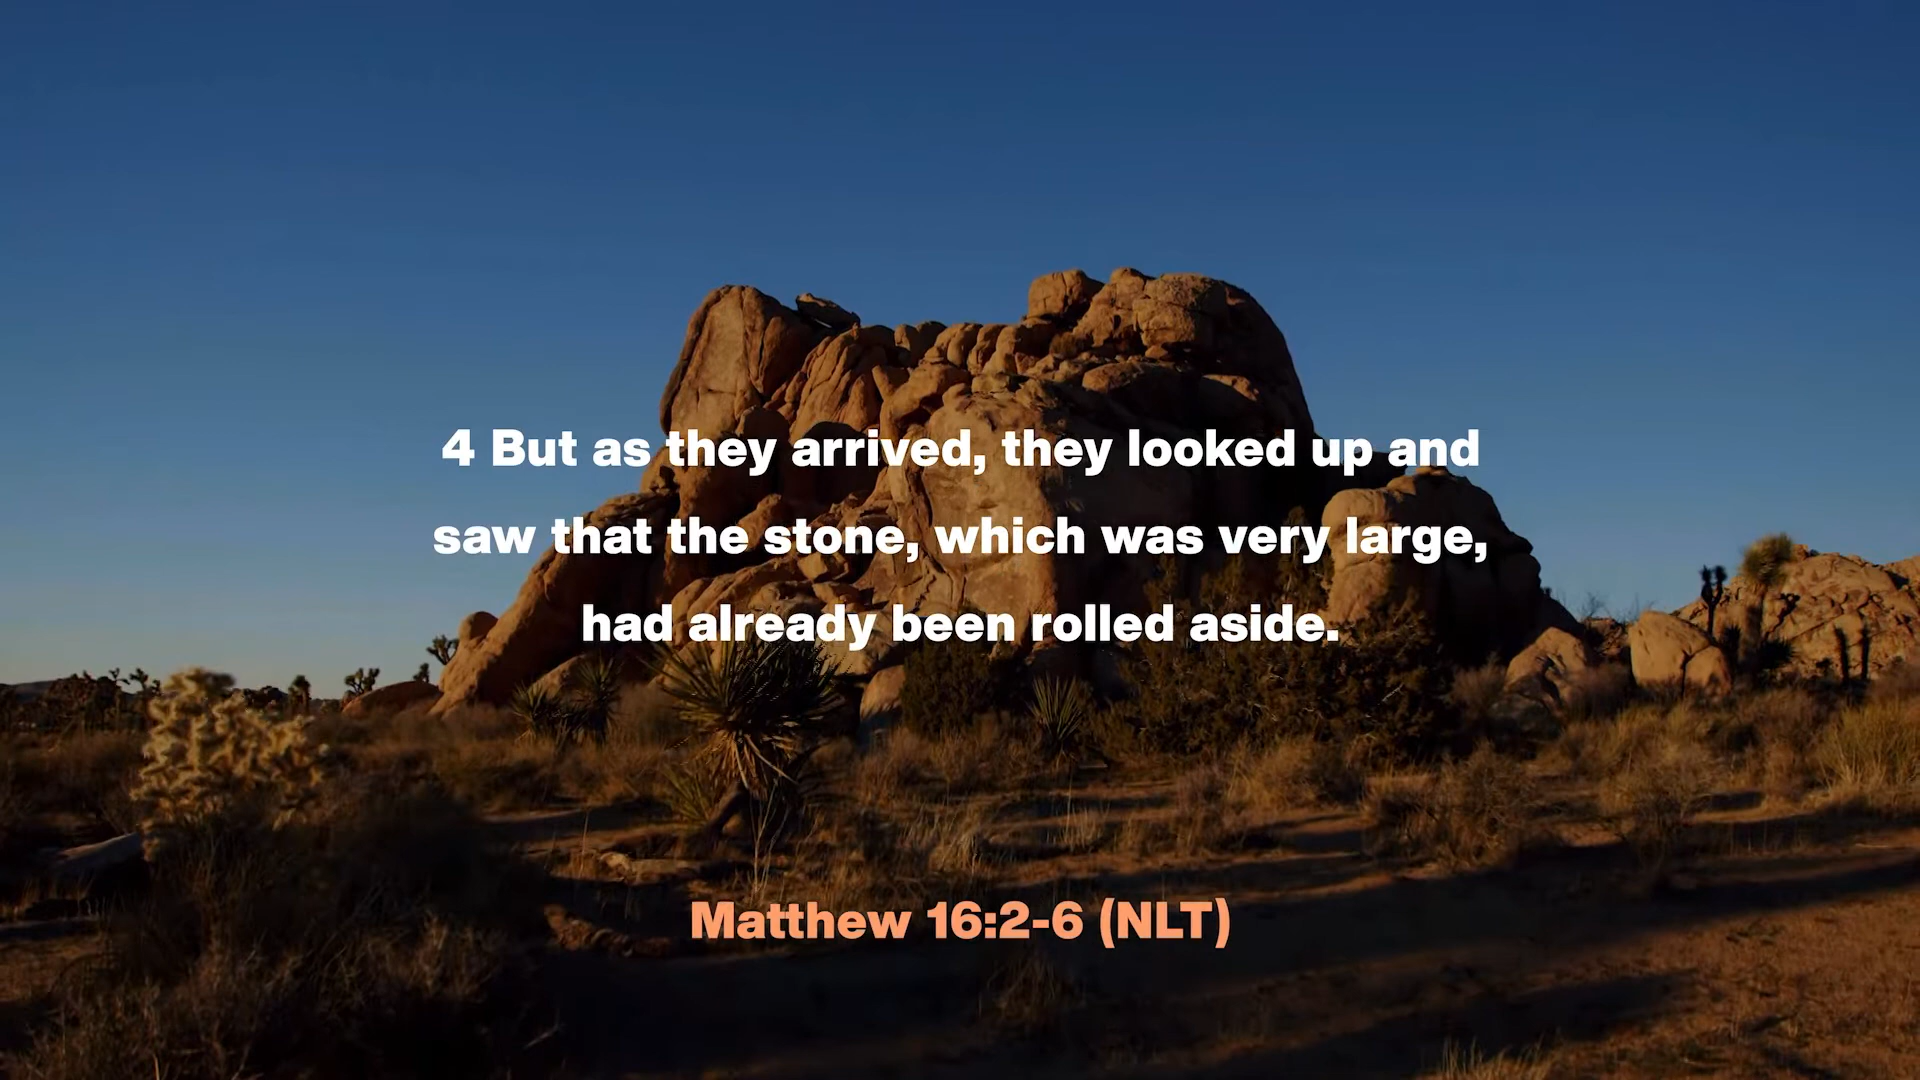 4 But as they arrived, they looked up and
saw that the stone, which was very large,
had already been rolled aside.
Matthew 16:2-6 (NLT)